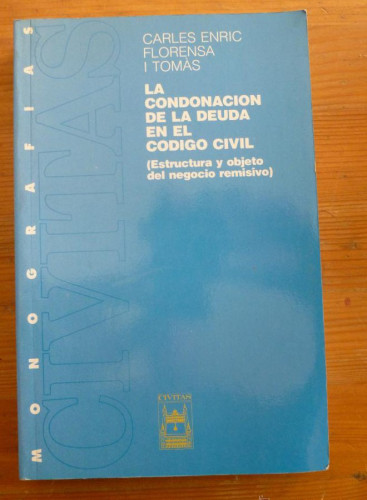 CARLES ENRIC
FLORENSA
I TOMÀS
LA
CONDONACION
DE LA DEUDA
EN EL
CODIGO CIVIL
(Estructura y objeto
del negocio remisivo)
MONOGRAFIAS
CIVITAS
CIVITAS